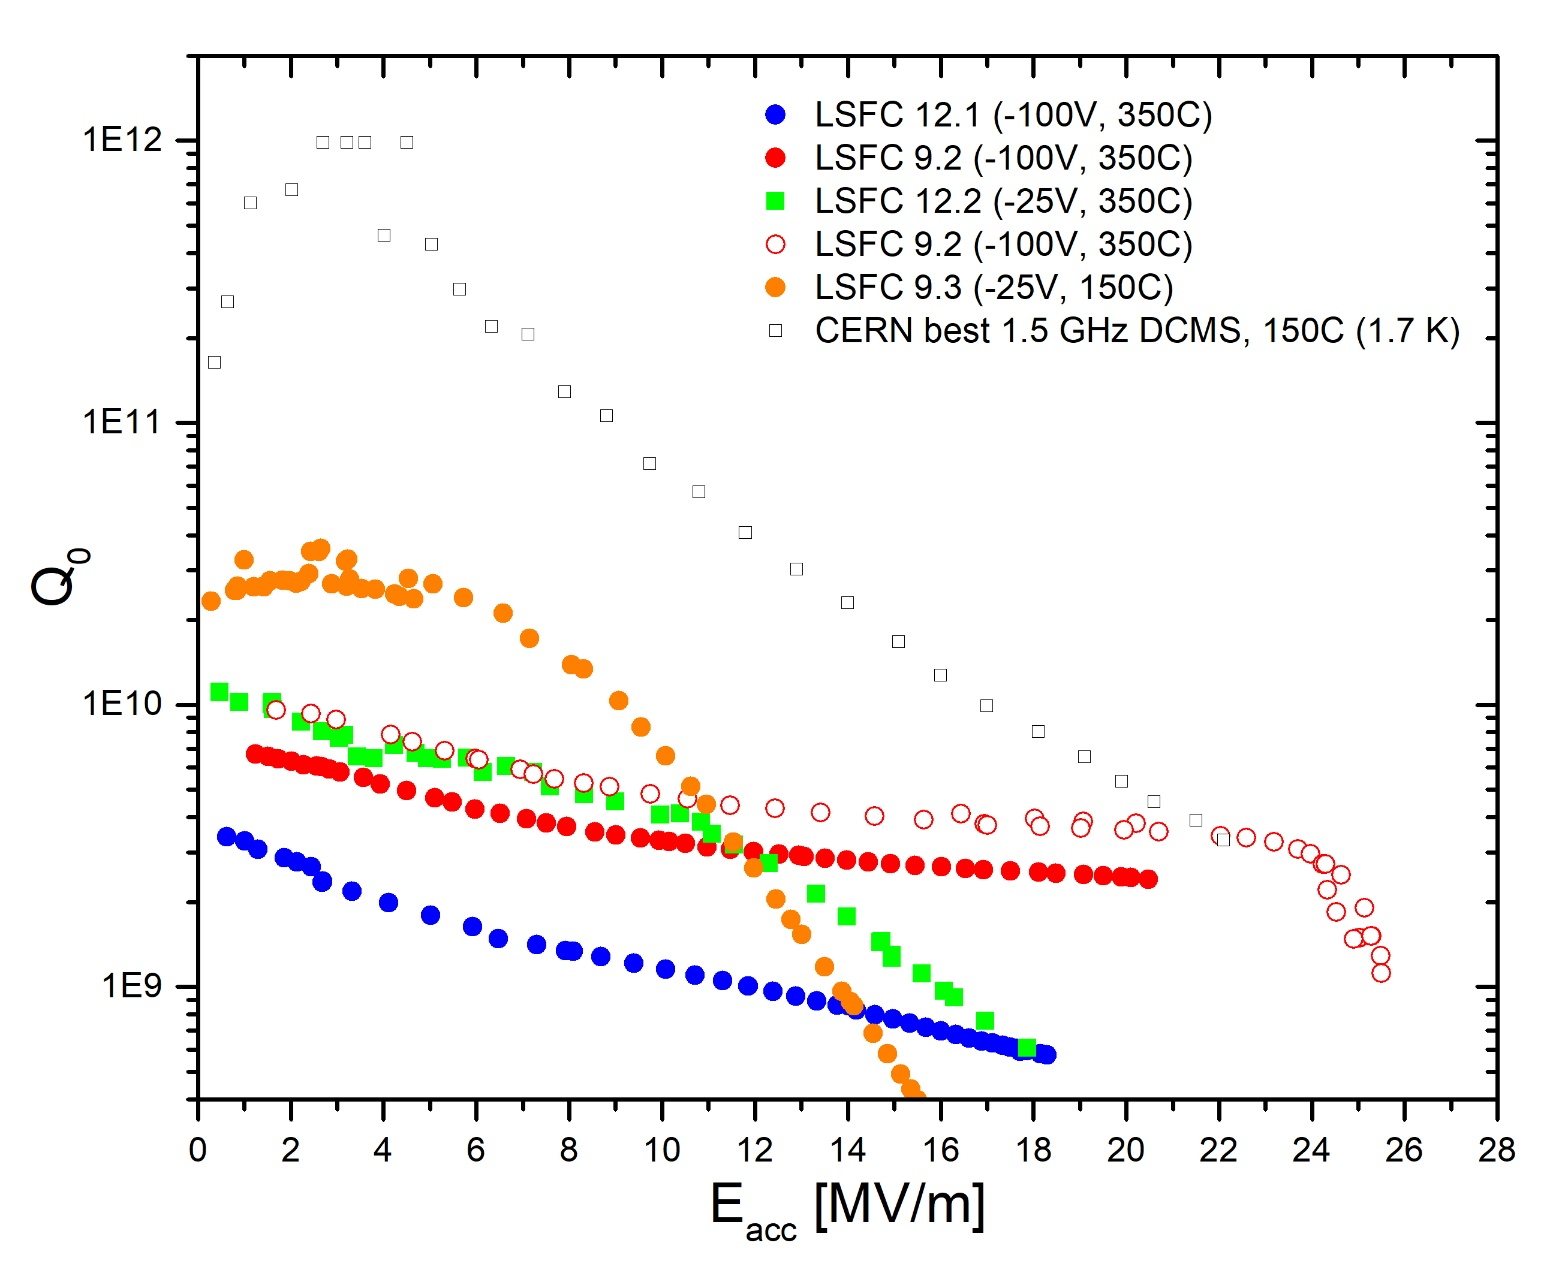 LSFC 12.1 (-100V, 350C)
LSFC 9.2 (-100V, 350C)
LSFC 12.2 (-25V, 350C)
LSFC 9.2 (-100V, 350C)
LSFC 9.3 (-25V, 150C)
CERN best 1.5 GHz DCMS, 150C (1.7 K)
1E12
1E11
1E10
1E9
Q0
0 2 4 6 8 10 12 14 16 18 20 22 24 26 28
Eacc [MV/m]